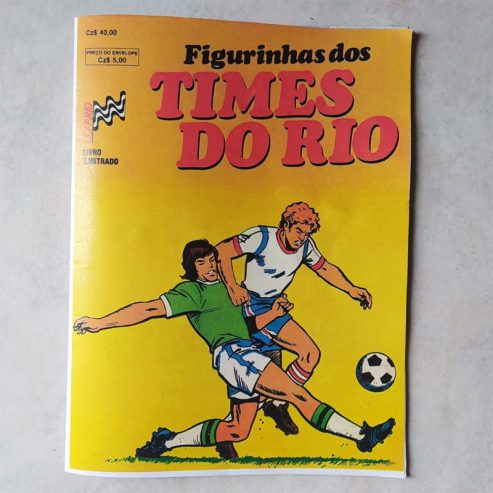 Cz$ 40,00
PREÇO DO ENVELOPE
Cz$ 5,00
Figurinhas dos
TIMES
DO RIO
LIVRO
ILUSTRADO